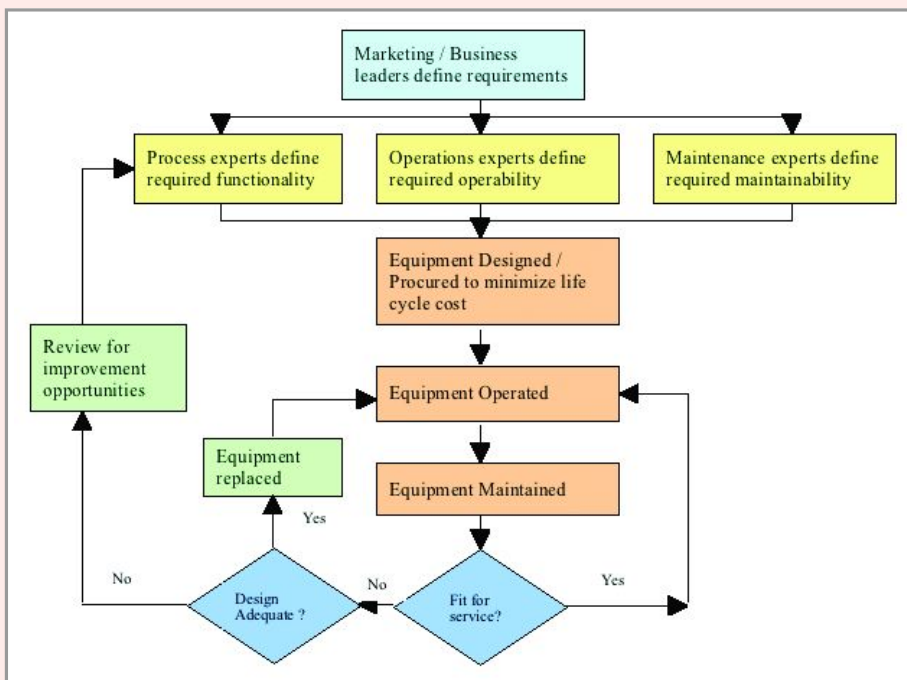 Marketing / Business
leaders define requirements
Process experts define
required functionality
Operations experts define
required operability
Maintenance experts define
required maintainability
Equipment Designed /
Procured to minimize life
cycle cost
Review for
improvement
opportunities
Equipment Operated
Equipment
replaced
Equipment Maintained
Yes
No
Design
Adequate ?
No
Fit for
service?
Yes